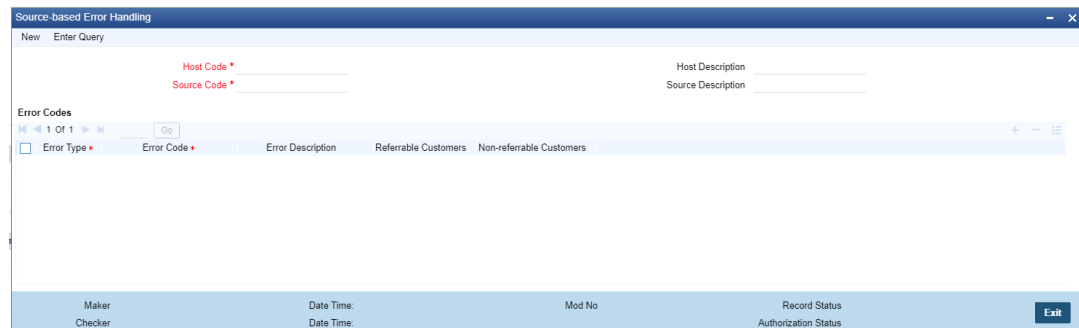 Source-based Error Handling
New Enter Query
Host Code * Host Description
Source Code * Source Description
Error Codes
1 Of 1 Go
Error Type * Error Code * Error Description Referrable Customers Non-referrable Customers
Maker Date Time: Mod No Record Status
Checker Date Time: Authorization Status
Exit